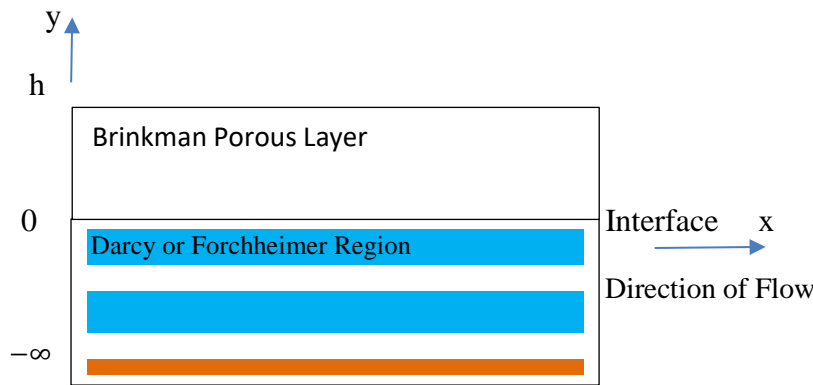 y
h
Brinkman Porous Layer
0
Interface x
Darcy or Forchheimer Region
Direction of Flow
−∞